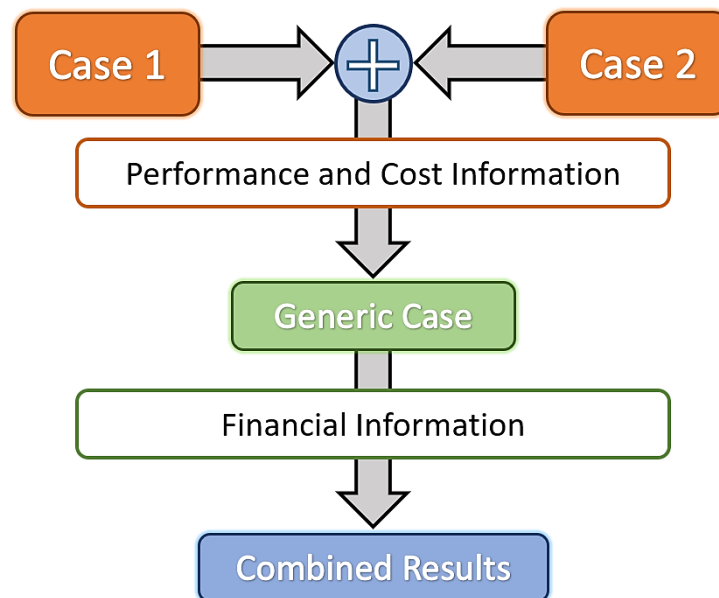 Case 1
Case 2
Performance and Cost Information
Generic Case
Financial Information
Combined Results